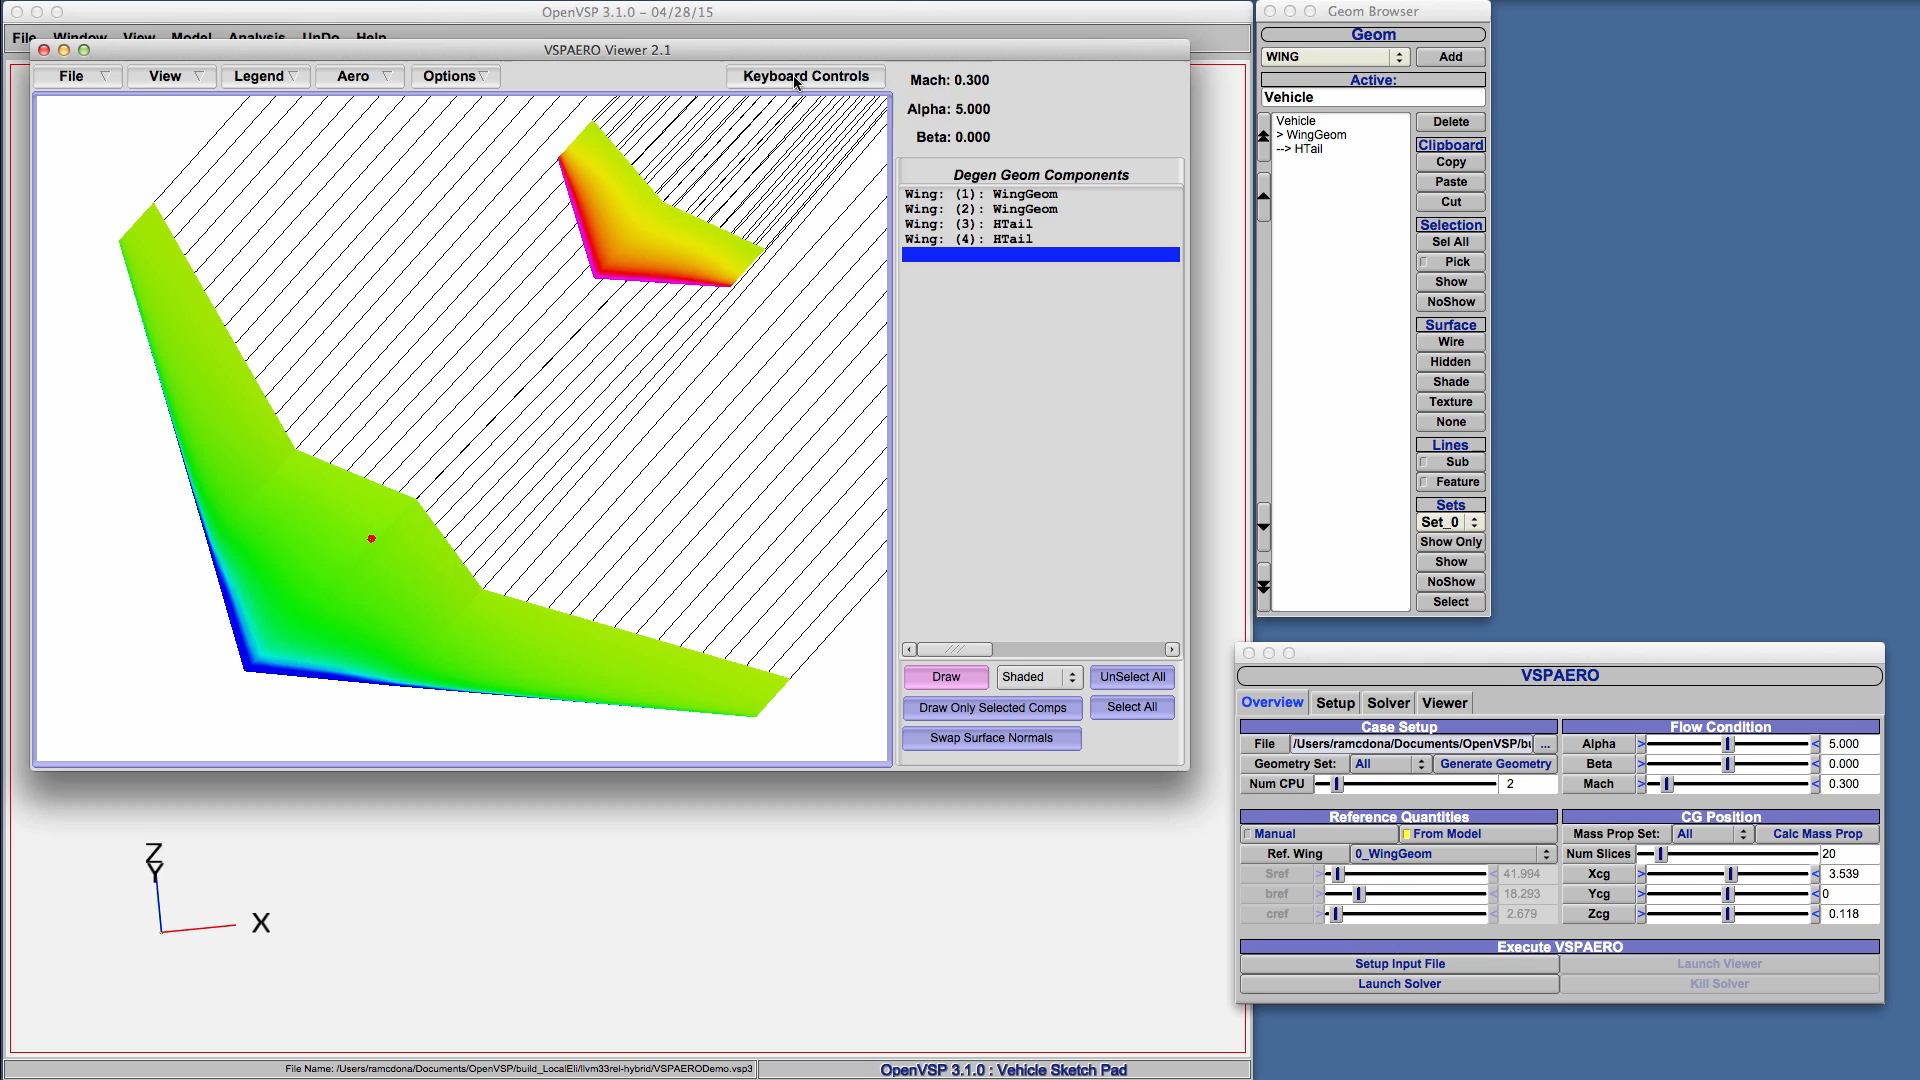 OpenVSP 3.1.0 - 04/28/15
File Window View Model Analysis UnDo Help
VSPAERO Viewer 2.1
File View Legend Aero Options Keyboard Controls
Mach: 0.300
Alpha: 5.000
Beta: 0.000
Degen Geom Components
Wing: (1): WingGeom
Wing: (2): WingGeom
Wing: (3): HTail
Wing: (4): HTail
Draw Shaded UnSelect All
Draw Only Selected Comps Select All
Swap Surface Normals
Z
Y
X
File Name: /Users/ramcdona/Documents/OpenVSP/build_LocalEli/llvm33rel-hybrid/VSPAERODemo.vsp3
OpenVSP 3.1.0 : Vehicle Sketch Pad
Geom Browser
Geom
WING Add
Active:
Vehicle
Vehicle
> WingGeom
--> HTail
Delete
Clipboard
Copy
Paste
Cut
Selection
Sel All
Pick
Show
NoShow
Surface
Wire
Hidden
Shade
Texture
None
Lines
Sub
Feature
Sets
Set_0
Show Only
Show
NoShow
Select
VSPAERO
Overview Setup Solver Viewer
Case Setup
File /Users/ramcdona/Documents/OpenVSP/bu ...
Geometry Set: All Generate Geometry
Num CPU 2
Reference Quantities
Manual From Model
Ref. Wing 0_WingGeom
Sref > < 41.994
bref > < 18.293
cref > < 2.679
Flow Condition
Alpha > < 5.000
Beta > < 0.000
Mach > < 0.300
CG Position
Mass Prop Set: All Calc Mass Prop
Num Slices 20
Xcg > < 3.539
Ycg > < 0
Zcg > < 0.118
Execute VSPAERO
Setup Input File Launch Viewer
Launch Solver Kill Solver